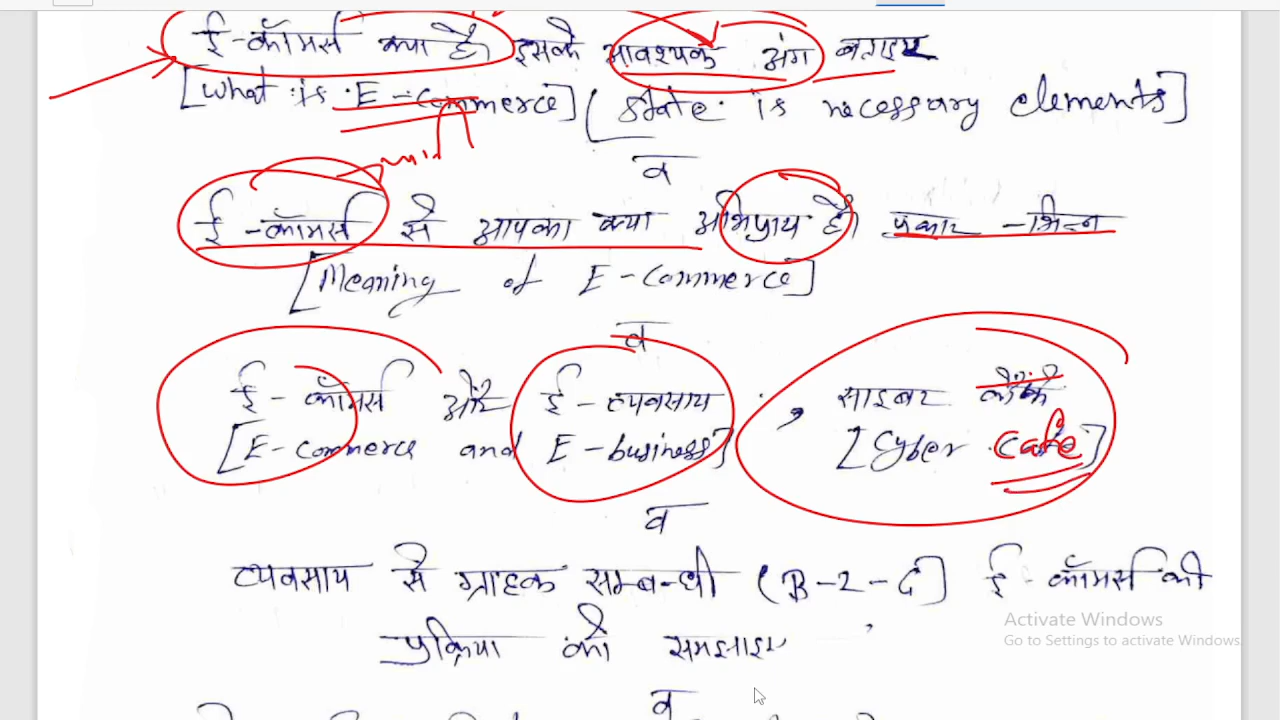 ई-कॉमर्स क्या है। इसके आवश्यक अंग बताइए
[What is E-Commerce] [State is necessary elements]
व
ई-कॉमर्स से आपका क्या अभिप्राय है। प्रकार -भिन्न
[Meaning of E-Commerce]
व
ई-कॉमर्स और ई-व्यवसाय , साइबर कैफे
[E-Commerce and E-business] [Cyber Cafe]
व
व्यवसाय से ग्राहक सम्बन्धी (B-2-C] ई-कॉमर्स की
प्रक्रिया को समझाइए
व
Activate Windows
Go to Settings to activate Windows.